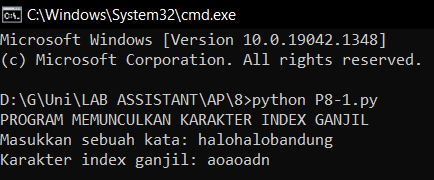 C:\Windows\System32\cmd.exe
Microsoft Windows [Version 10.0.19042.1348]
(c) Microsoft Corporation. All rights reserved.
D:\G\Uni\LAB ASSISTANT\AP\8>python P8-1.py
PROGRAM MEMUNCULKAN KARAKTER INDEX GANJIL
Masukkan sebuah kata: halohalobandung
Karakter index ganjil: aoaoadn